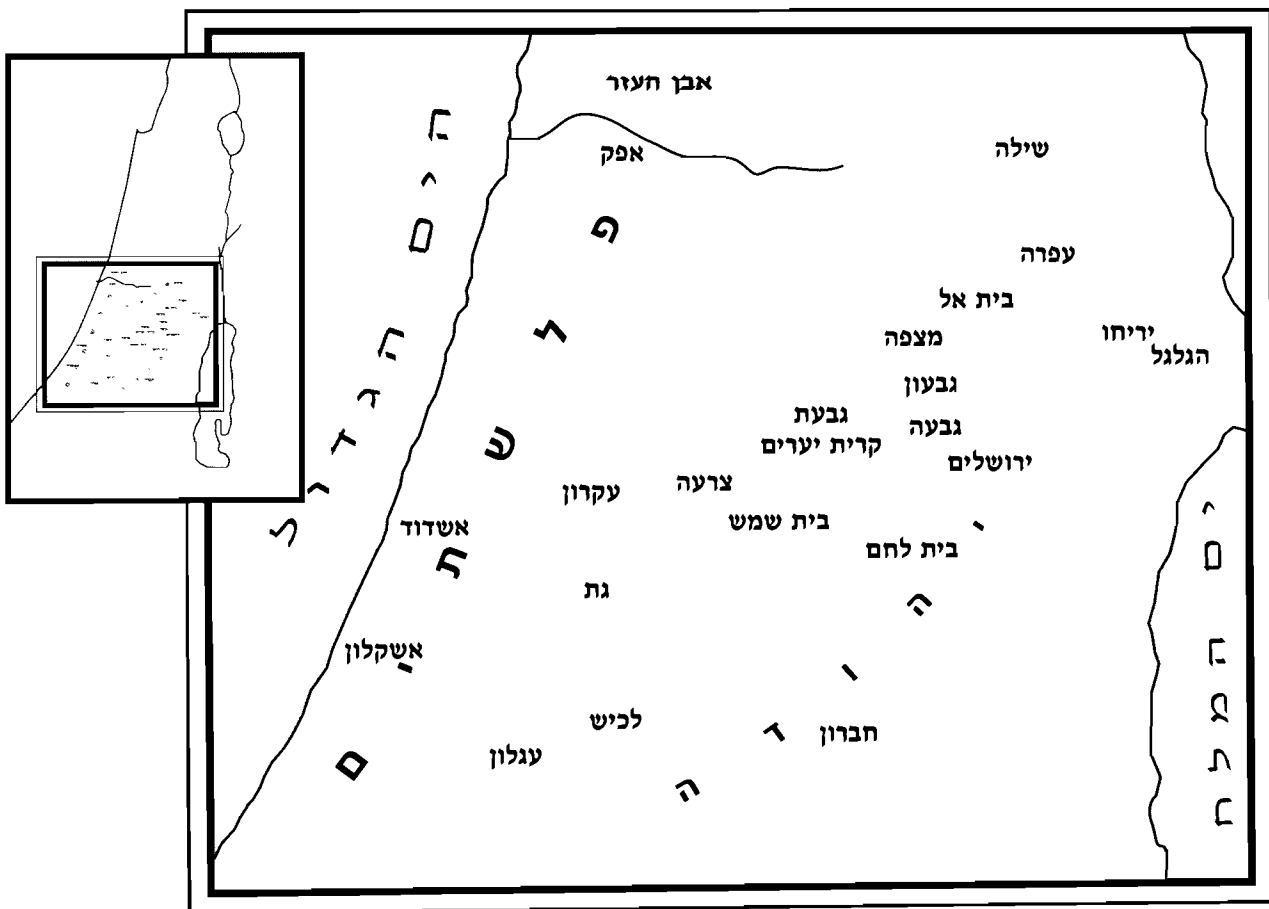 אבן העזר
אפק
שילה
הים הגדול
פלשתים
עפרה
בית אל
מצפה
יריחו
הגלגל
גבעון
גבעת
קרית יערים
גבעה
ירושלים
צרעה
עקרון
בית שמש
אשדוד
בית לחם
יהודה
גת
אשקלון
לכיש
חברון
עגלון
ים המתח